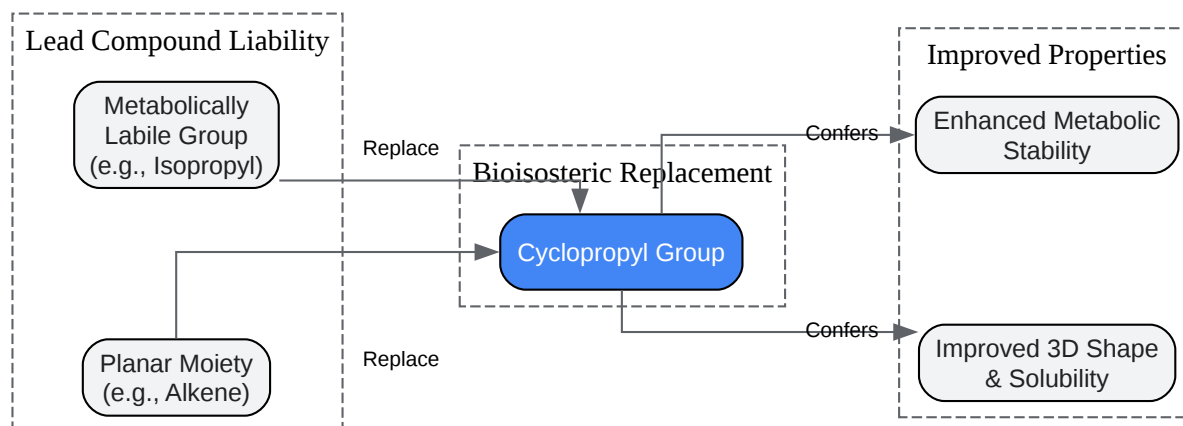 Lead Compound Liability
Metabolically
Labile Group
(e.g., Isopropyl)
Replace
Planar Moiety
(e.g., Alkene)
Replace
Bioisosteric Replacement
Cyclopropyl Group
Confers
Confers
Improved Properties
Enhanced Metabolic
Stability
Improved 3D Shape
& Solubility